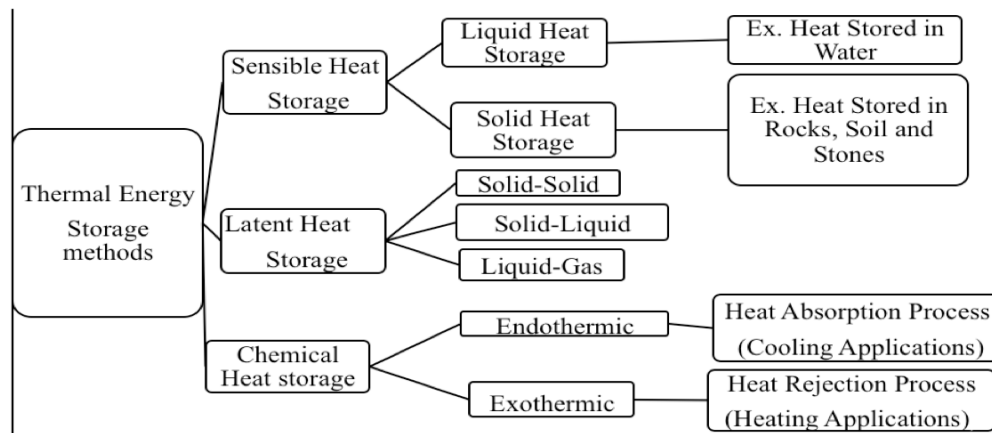 Thermal Energy
Storage
methods
Sensible Heat
Storage
Liquid Heat
Storage
Ex. Heat Stored in
Water
Solid Heat
Storage
Ex. Heat Stored in
Rocks, Soil and
Stones
Latent Heat
Storage
Solid-Solid
Solid-Liquid
Liquid-Gas
Chemical
Heat storage
Endothermic
Heat Absorption Process
(Cooling Applications)
Exothermic
Heat Rejection Process
(Heating Applications)